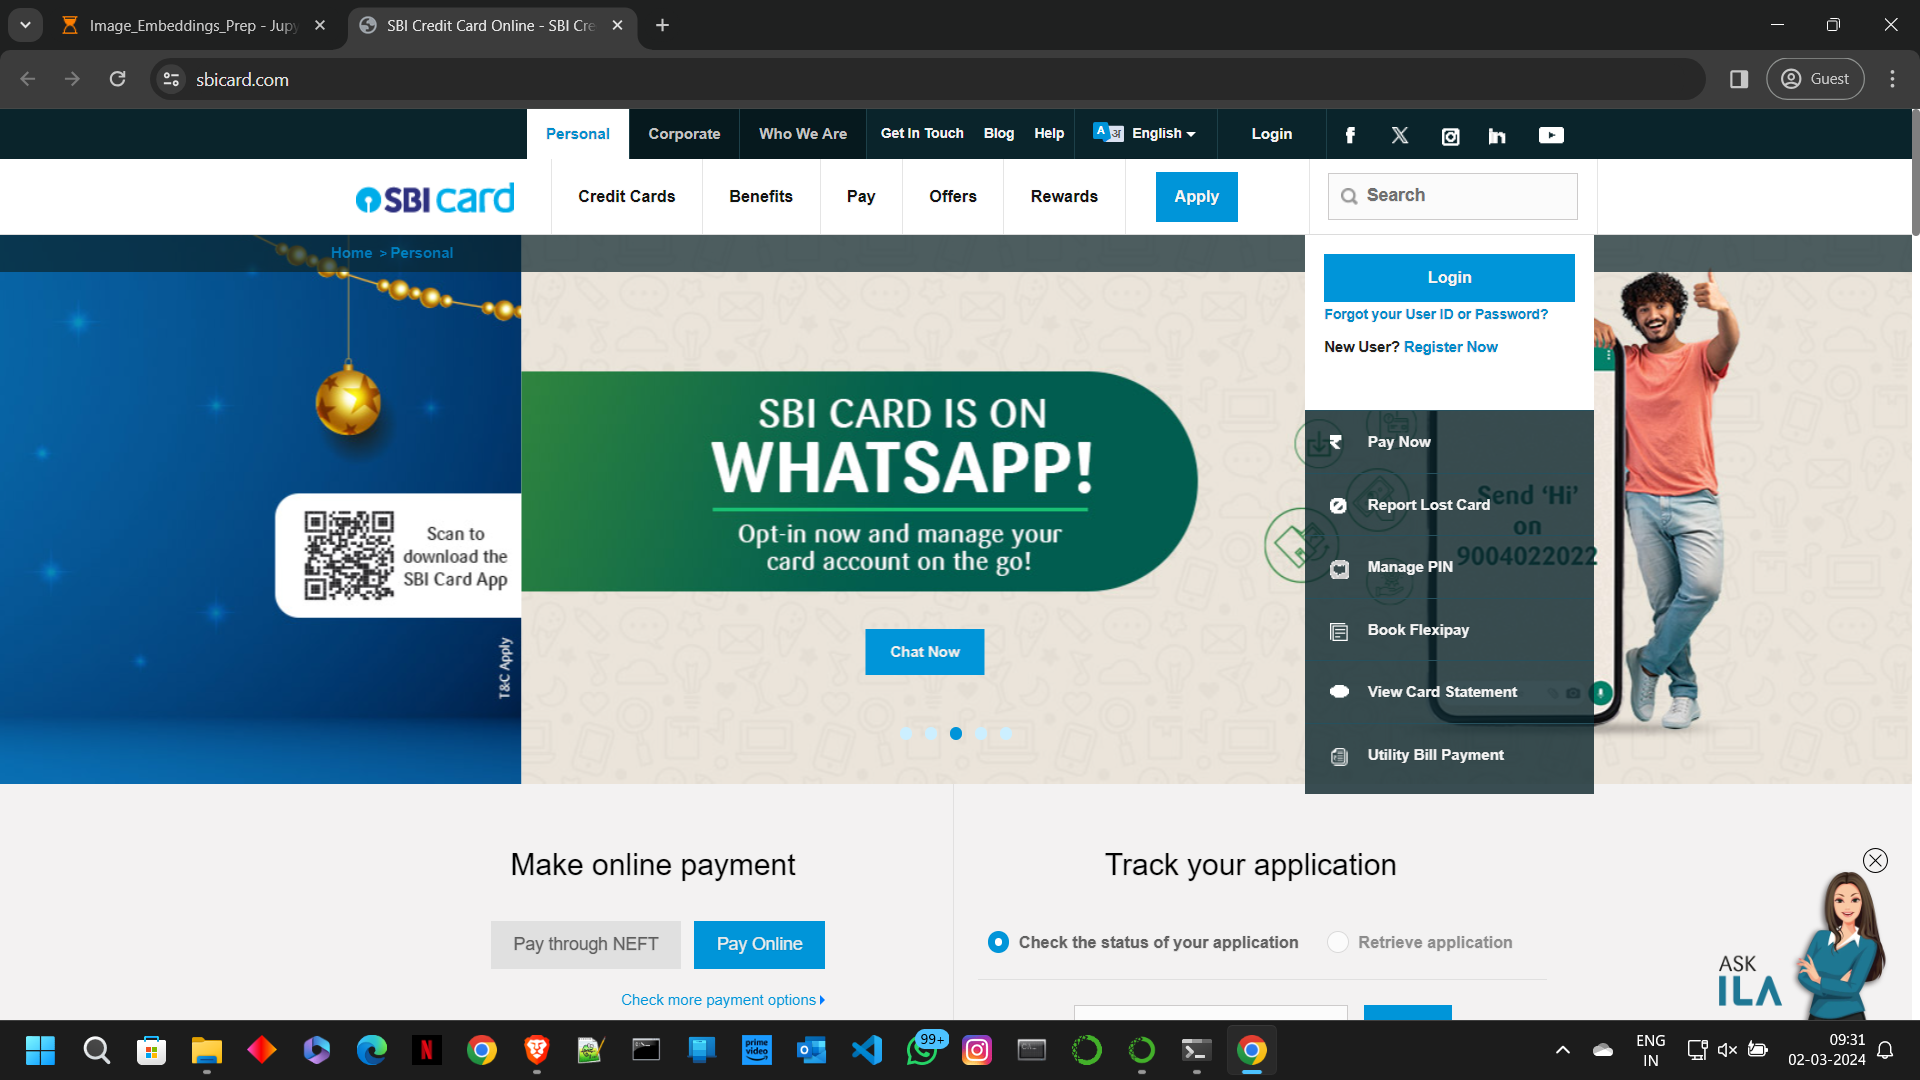 Image_Embeddings_Prep - Jupy
SBI Credit Card Online - SBI Cre
sbicard.com
Guest
Personal
Corporate
Who We Are
Get In Touch
Blog
Help
A अ English
Login
SBI card
Credit Cards
Benefits
Pay
Offers
Rewards
Apply
Search
Home > Personal
Login
Forgot your User ID or Password?
New User? Register Now
SBI CARD IS ON
WHATSAPP!
Opt-in now and manage your
card account on the go!
Chat Now
Scan to
download the
SBI Card App
T&C Apply
Pay Now
Report Lost Card
Manage PIN
Book Flexipay
View Card Statement
Utility Bill Payment
Send ‘Hi’
on
9004022022
Make online payment
Pay through NEFT
Pay Online
Check more payment options
Track your application
Check the status of your application
Retrieve application
ASK
ILA
prime
video
99+
ENG
IN
09:31
02-03-2024